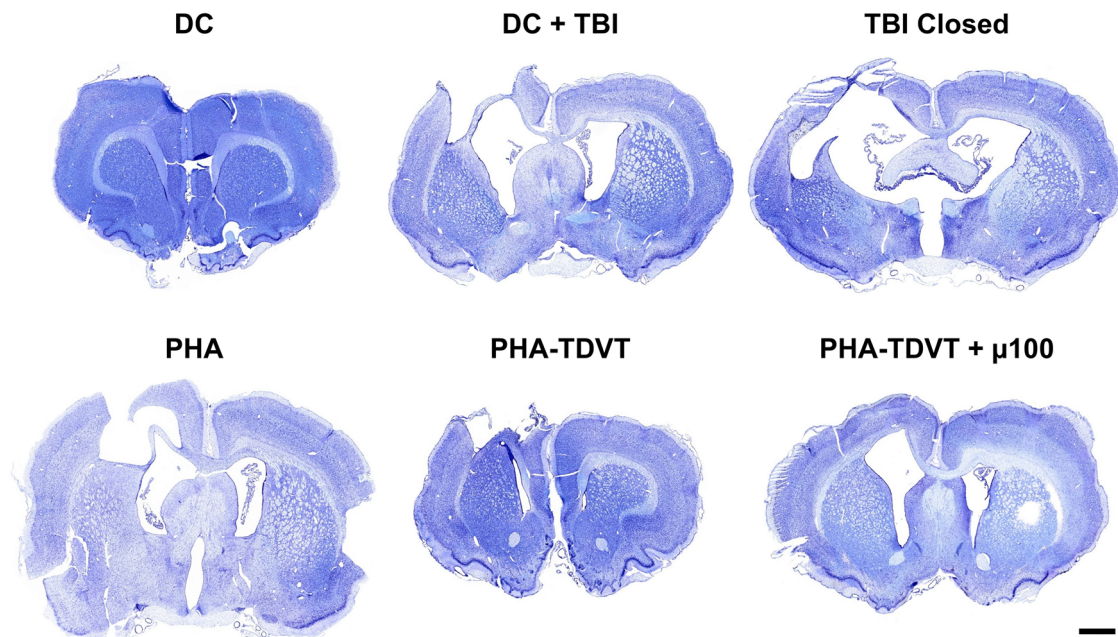 DC
DC + TBI
TBI Closed
PHA
PHA-TDVT
PHA-TDVT + μ100